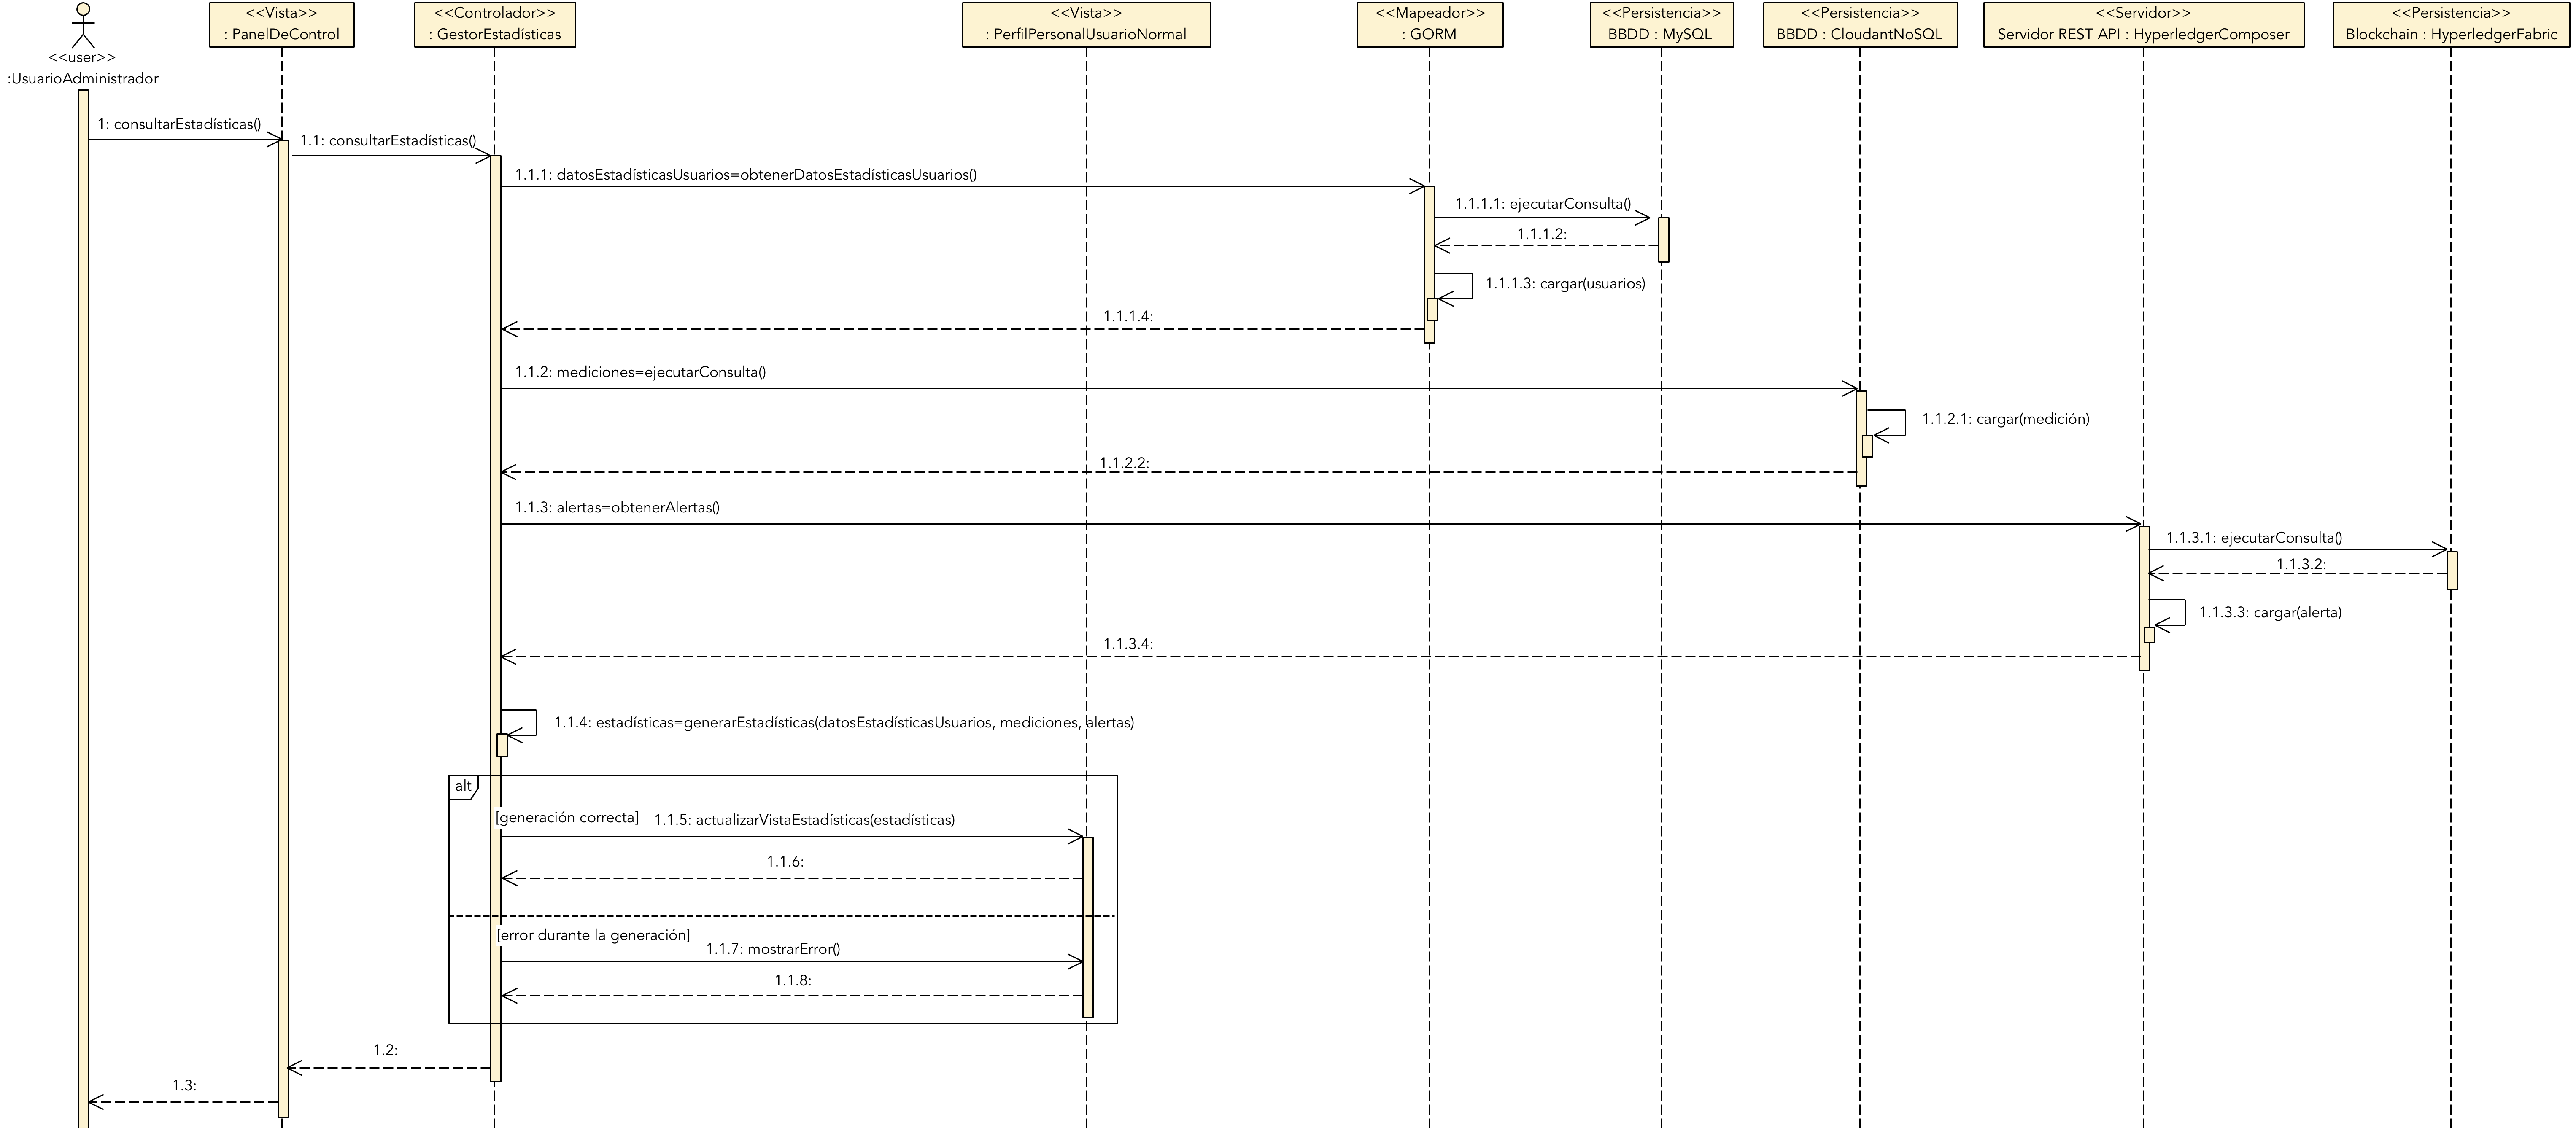 <<user>>
:UsuarioAdministrador
<<Vista>>
: PanelDeControl
<<Controlador>>
: GestorEstadísticas
<<Vista>>
: PerfilPersonalUsuarioNormal
<<Mapeador>>
: GORM
<<Persistencia>>
BBDD : MySQL
<<Persistencia>>
BBDD : CloudantNoSQL
<<Servidor>>
Servidor REST API : HyperledgerComposer
<<Persistencia>>
Blockchain : HyperledgerFabric
1: consultarEstadísticas()
1.1: consultarEstadísticas()
1.1.1: datosEstadísticasUsuarios=obtenerDatosEstadísticasUsuarios()
1.1.1.1: ejecutarConsulta()
1.1.1.2:
1.1.1.3: cargar(usuarios)
1.1.1.4:
1.1.2: mediciones=ejecutarConsulta()
1.1.2.1: cargar(medición)
1.1.2.2:
1.1.3: alertas=obtenerAlertas()
1.1.3.1: ejecutarConsulta()
1.1.3.2:
1.1.3.3: cargar(alerta)
1.1.3.4:
1.1.4: estadísticas=generarEstadísticas(datosEstadísticasUsuarios, mediciones, alertas)
alt
[generación correcta]
1.1.5: actualizarVistaEstadísticas(estadísticas)
1.1.6:
[error durante la generación]
1.1.7: mostrarError()
1.1.8:
1.2:
1.3: